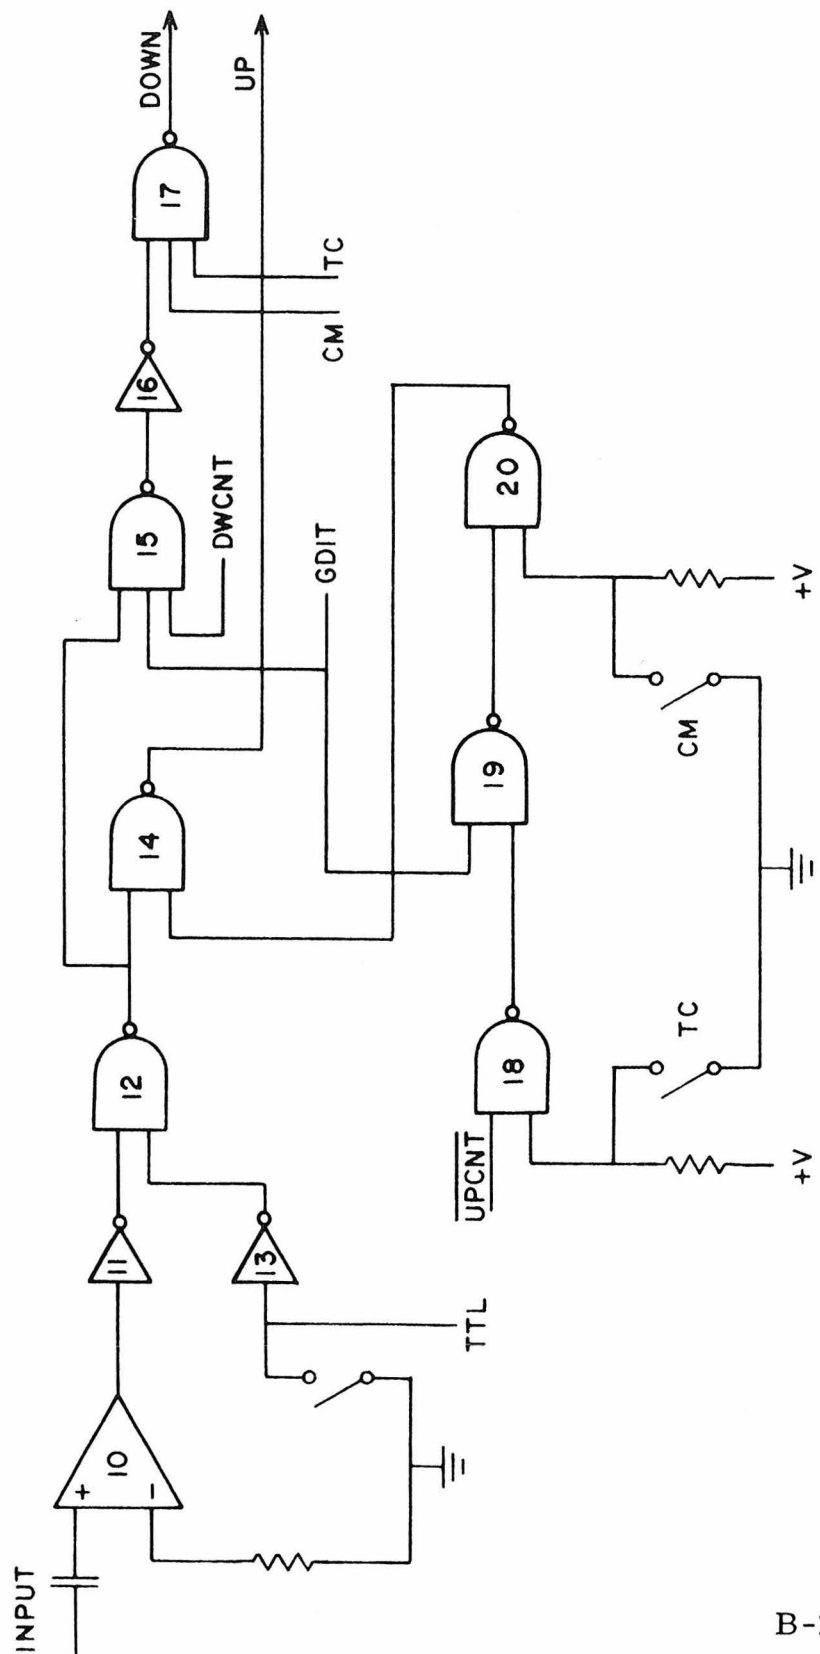 INPUT
+
−
10
11
12
13
TTL
14
15
DWCNT
16
17
DOWN
UP
CM
TC
GDIT
UPCNT
18
19
20
TC
CM
+V
+V